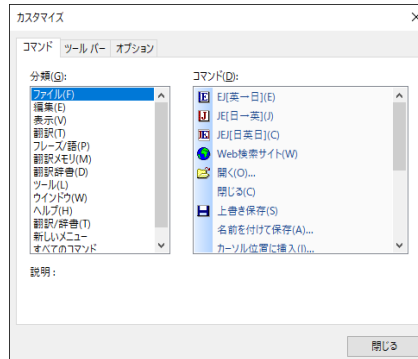 カスタマイズ
コマンド ツール バー オプション
分類(G):
ファイル(F)
編集(E)
表示(V)
翻訳(T)
フレーズ/語(P)
翻訳メモリ(M)
翻訳辞書(D)
ツール(L)
ウインドウ(W)
ヘルプ(H)
翻訳/辞書(T)
新しいメニュー
すべてのコマンド
コマンド(D):
EJ[英→日](E)
JE[日→英](J)
JEJ[日英日](C)
Web検索サイト(W)
開く(O)...
閉じる(C)
上書き保存(S)
名前を付けて保存(A)...
カーソル位置に挿入(I)...
説明：
閉じる